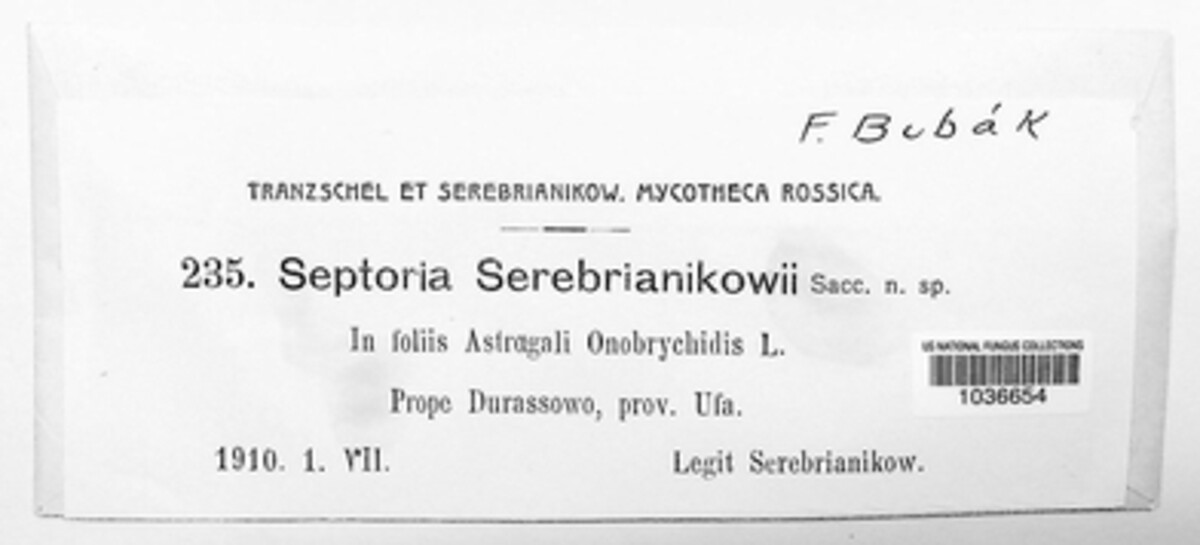 F. Bubák
TRANZSCHEL ET SEREBRIANIKOW. MYCOTHECA ROSSICA.
235. Septoria Serebrianikowii Sacc. n. sp.
In foliis Astragali Onobrychidis L.
Prope Durassowo, prov. Ufa.
US NATIONAL FUNGUS COLLECTIONS
1036654
1910. 1. VII.
Legit Serebrianikow.